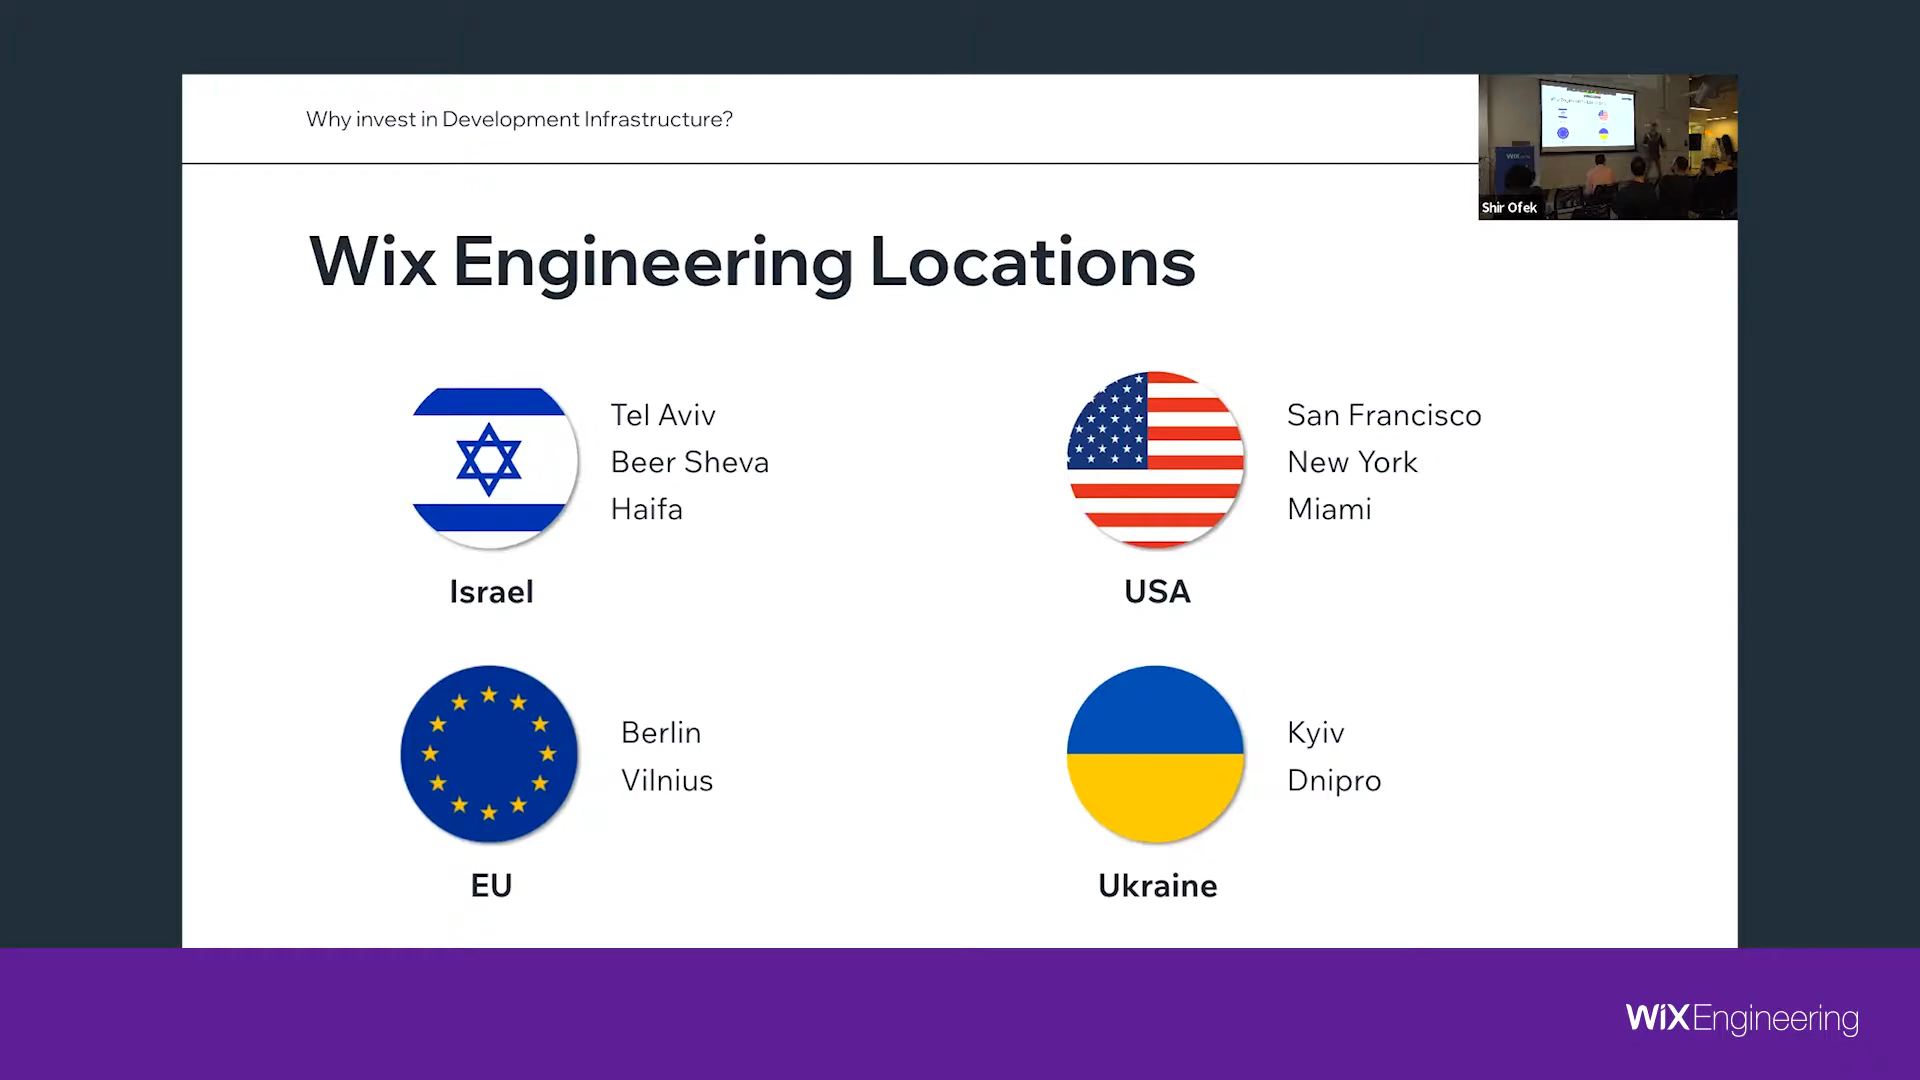 Why invest in Development Infrastructure?
Shir Ofek
Wix Engineering Locations
Tel Aviv
Beer Sheva
Haifa
Israel
San Francisco
New York
Miami
USA
Berlin
Vilnius
EU
Kyiv
Dnipro
Ukraine
WiX Engineering